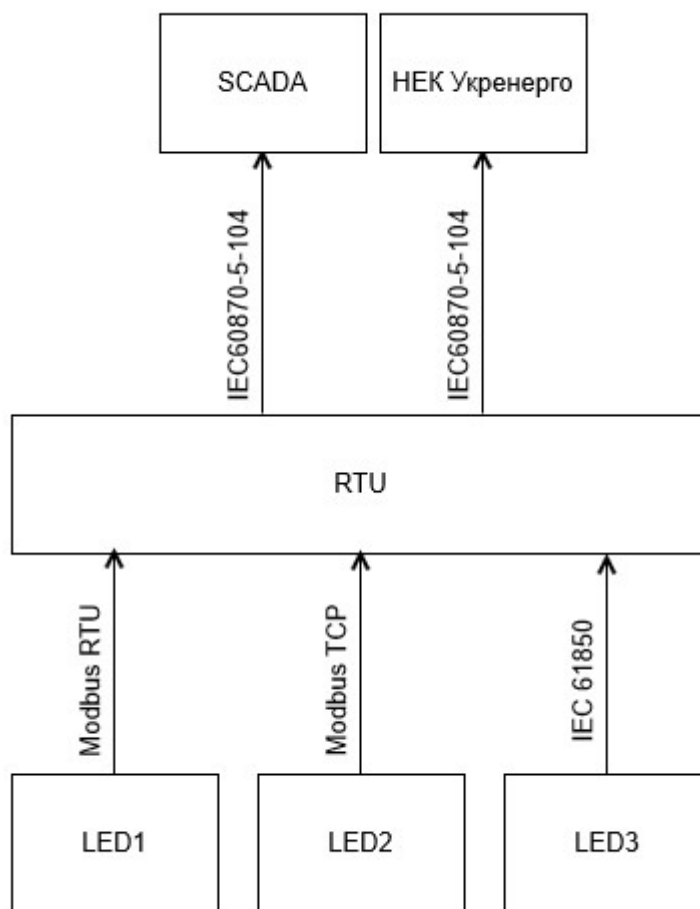 SCADA
НЕК Укренерго
IEC60870-5-104
IEC60870-5-104
RTU
Modbus RTU
Modbus TCP
IEC 61850
LED1
LED2
LED3